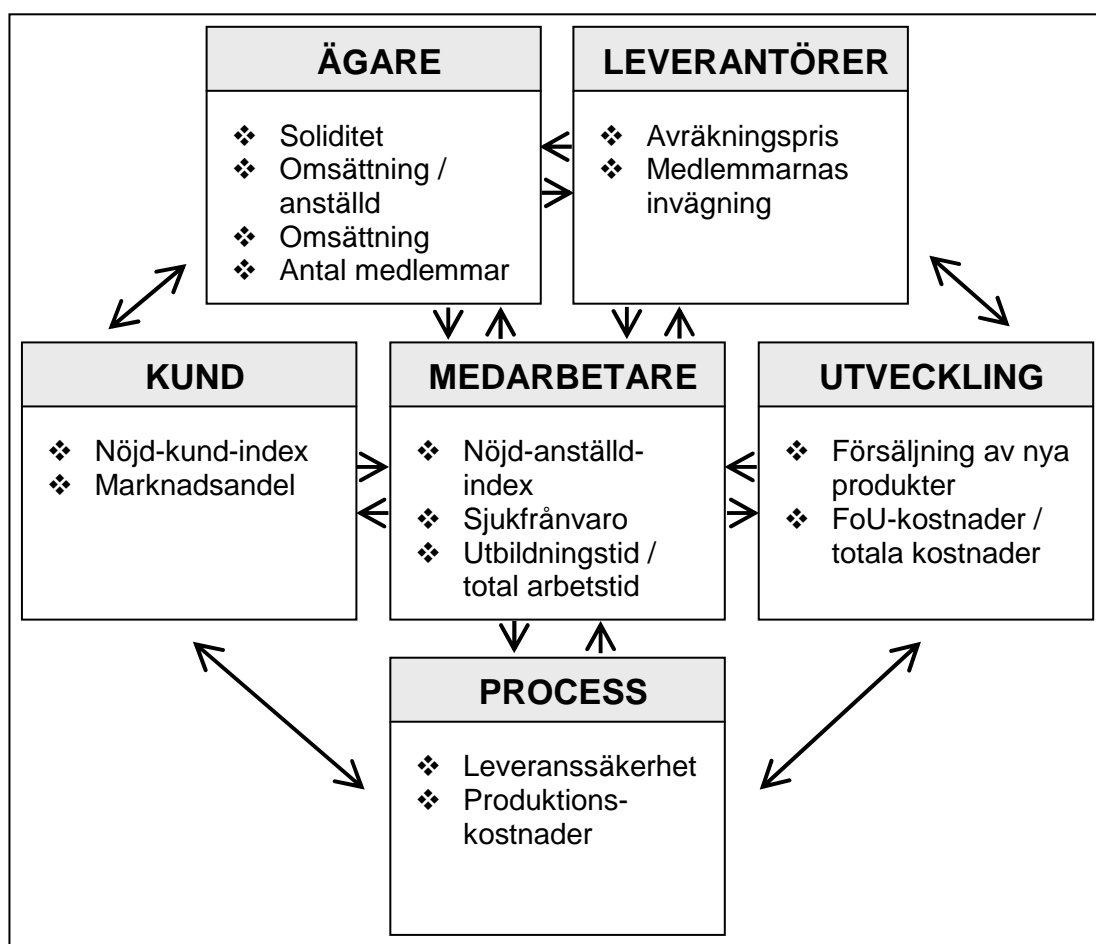 ÄGARE
❖ Soliditet
❖ Omsättning /
anställd
❖ Omsättning
❖ Antal medlemmar
LEVERANTÖRER
❖ Avräkningspris
❖ Medlemmarnas
invägning
KUND
❖ Nöjd-kund-index
❖ Marknadsandel
MEDARBETARE
❖ Nöjd-anställd-
index
❖ Sjukfrånvaro
❖ Utbildningstid /
total arbetstid
UTVECKLING
❖ Försäljning av nya
produkter
❖ FoU-kostnader /
totala kostnader
PROCESS
❖ Leveranssäkerhet
❖ Produktions-
kostnader